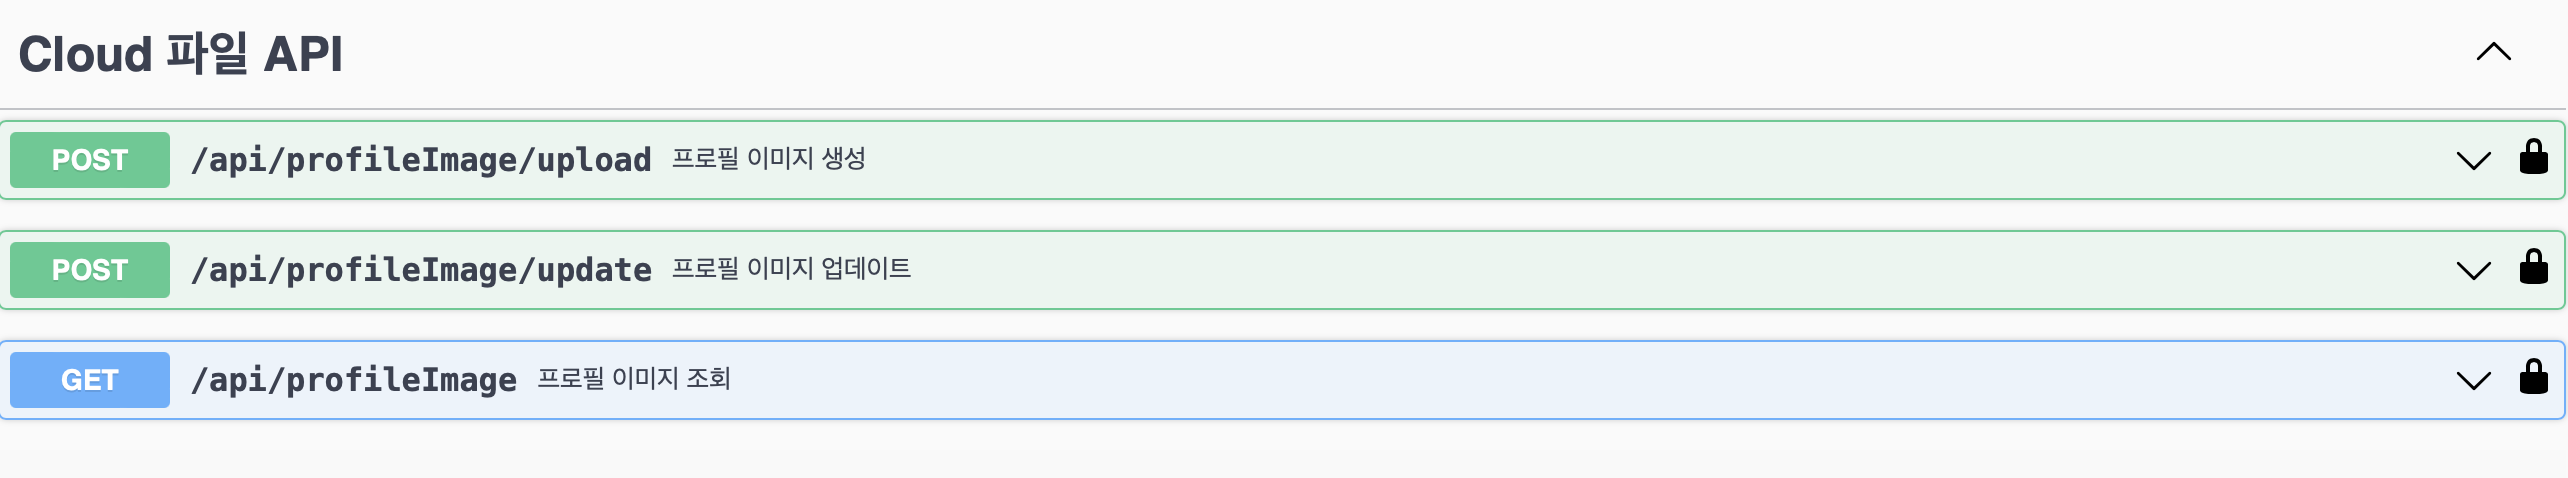 Cloud 파일 API
POST /api/profileImage/upload 프로필 이미지 생성
POST /api/profileImage/update 프로필 이미지 업데이트
GET /api/profileImage 프로필 이미지 조회